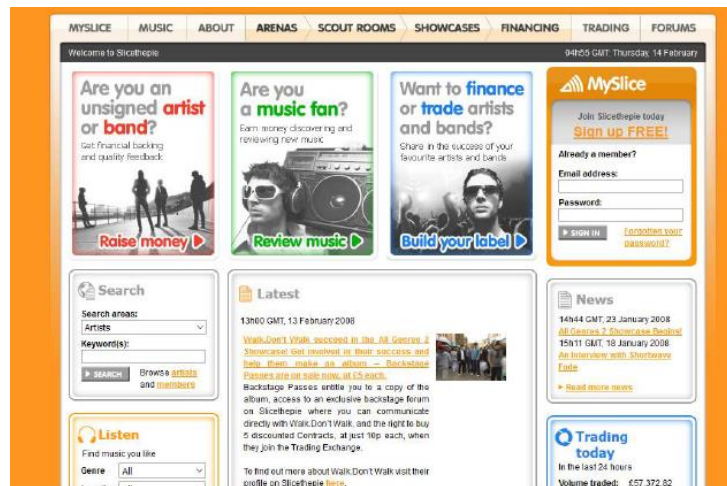 MYSLICE MUSIC ABOUT ARENAS SCOUT ROOMS SHOWCASES FINANCING TRADING FORUMS
Welcome to Slicethepie
04h55 GMT: Thursday, 14 February
Are you an
unsigned artist
or band?
Get financial backing
and quality feedback
Raise money
Are you
a music fan?
Earn money discovering and
reviewing new music
Review music
Want to finance
or trade artists
and bands?
Share in the success of your
favourite artists and bands
Build your label
MySlice
Join Slicethepie today
Sign up FREE!
Already a member?
Email address:
Password:
SIGN IN
Forgotten your
password?
Search
Search areas:
Artists
Keyword(s):
SEARCH
Browse artists
and members
Listen
Find music you like
Genre All
Latest
13h00 GMT, 13 February 2008
Walk.Don't Walk succeed in the All Genres 2
Showcase! Get involved in their success and
help them make an album – Backstage
Passes are on sale now, at £5 each.
Backstage Passes entitle you to a copy of the
album, access to an exclusive backstage forum
on Slicethepie where you can communicate
directly with Walk.Don't Walk, and the right to buy
5 discounted Contracts, at just 10p each, when
they join the Trading Exchange.
To find out more about Walk.Don't Walk visit their
profile on Slicethepie here.
News
14h44 GMT, 23 January 2008
All Genres 2 Showcase Begins!
15h11 GMT, 18 January 2008
An Interview with Shortwave
Fade
Read more news
Trading
today
In the last 24 hours
Volume traded: £57,372.82